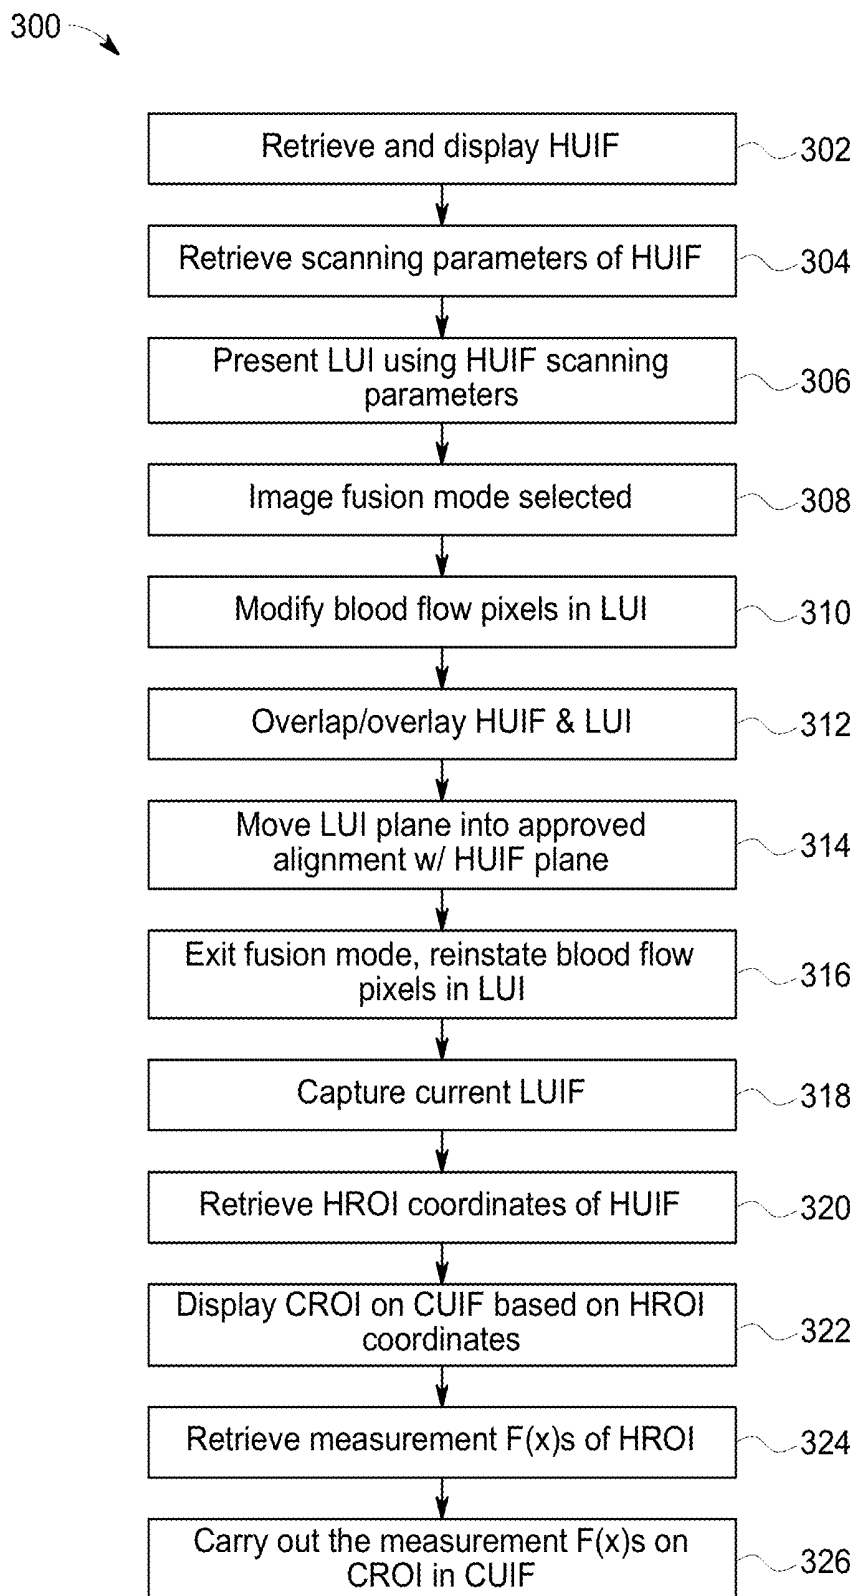 300
Retrieve and display HUIF
302
Retrieve scanning parameters of HUIF
304
Present LUI using HUIF scanning
parameters
306
Image fusion mode selected
308
Modify blood flow pixels in LUI
310
Overlap/overlay HUIF & LUI
312
Move LUI plane into approved
alignment w/ HUIF plane
314
Exit fusion mode, reinstate blood flow
pixels in LUI
316
Capture current LUIF
318
Retrieve HROI coordinates of HUIF
320
Display CROI on CUIF based on HROI
coordinates
322
Retrieve measurement F(x)s of HROI
324
Carry out the measurement F(x)s on
CROI in CUIF
326